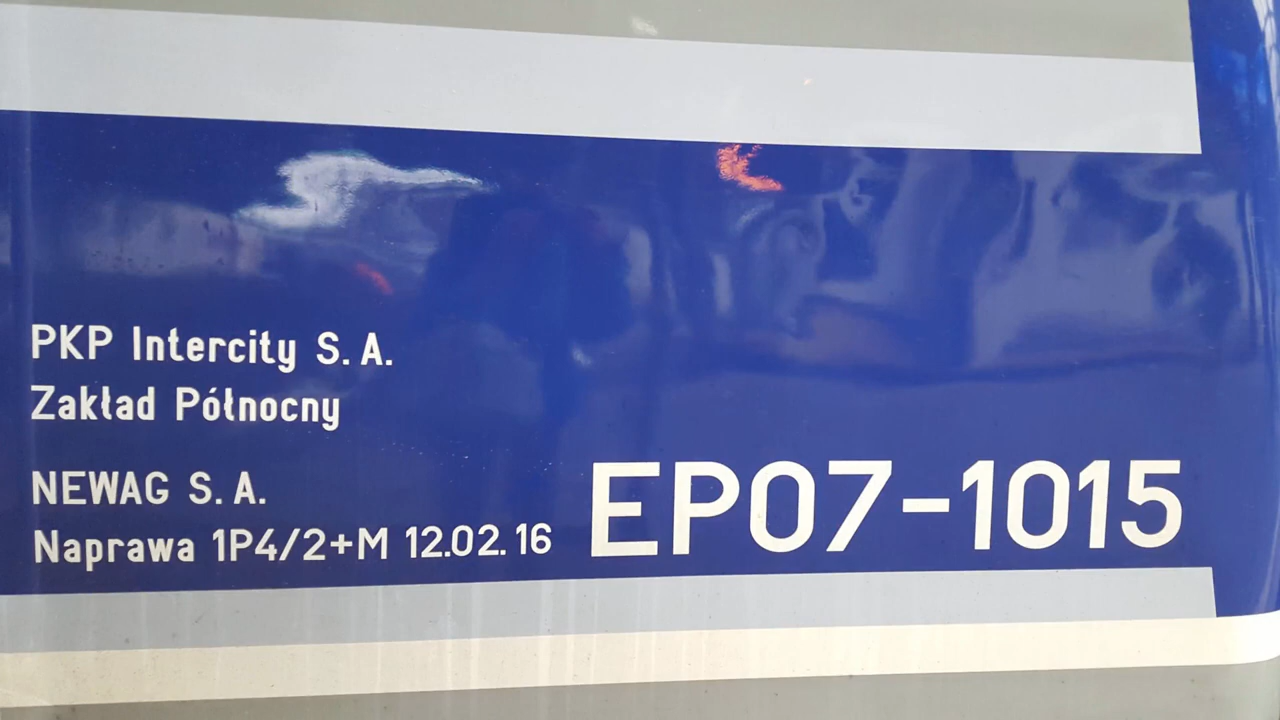 PKP Intercity S. A.
Zakład Północny
NEWAG S. A.
Naprawa 1P4/2+M 12.02.16
EP07-1015